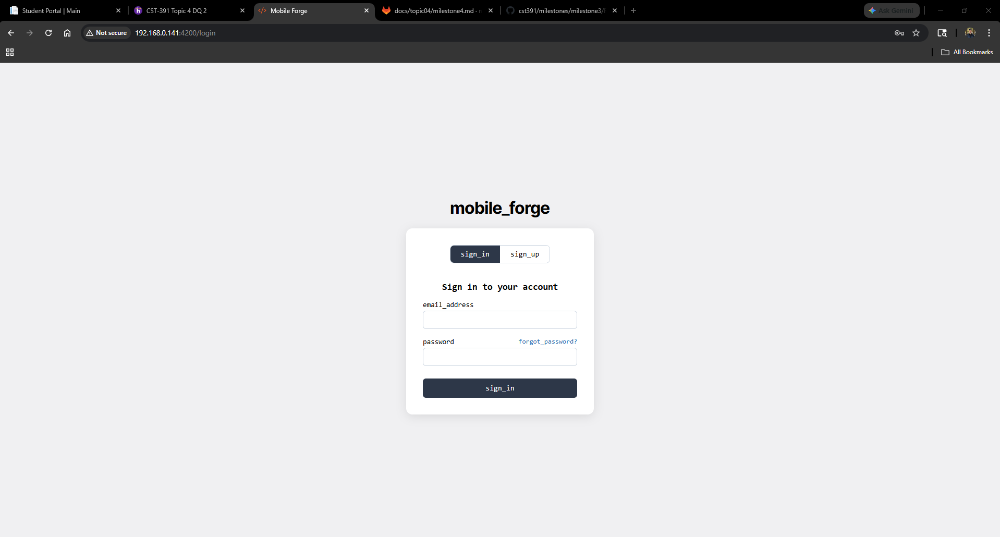 Student Portal | Main
CST-391 Topic 4 DQ 2
Mobile Forge
docs/topic04/milestone4.md ·
cst391/milestones/milestone3/
Ask Gemini
Not secure
192.168.0.141:4200/login
All Bookmarks
mobile_forge
sign_in
sign_up
Sign in to your account
email_address
password
forgot_password?
sign_in